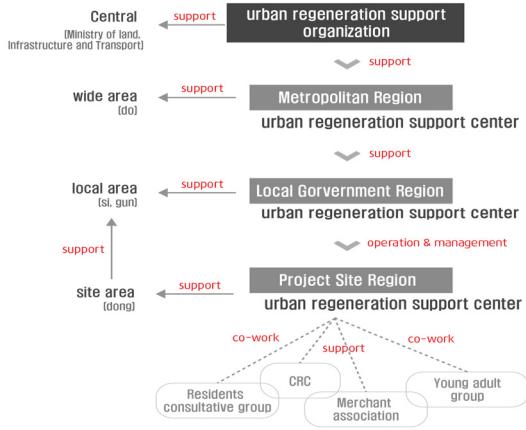 Central
[Ministry of land,
Infrastructure and Transport]
support
urban regeneration support
organization
support
wide area
[do]
support
Metropolitan Region
urban regeneration support center
support
local area
[si, gun]
support
Local Gorvernment Region
urban regeneration support center
support
operation & management
site area
[dong]
support
Project Site Region
urban regeneration support center
co-work
support
co-work
Residents
consultative group
CRC
Merchant
association
Young adult
group